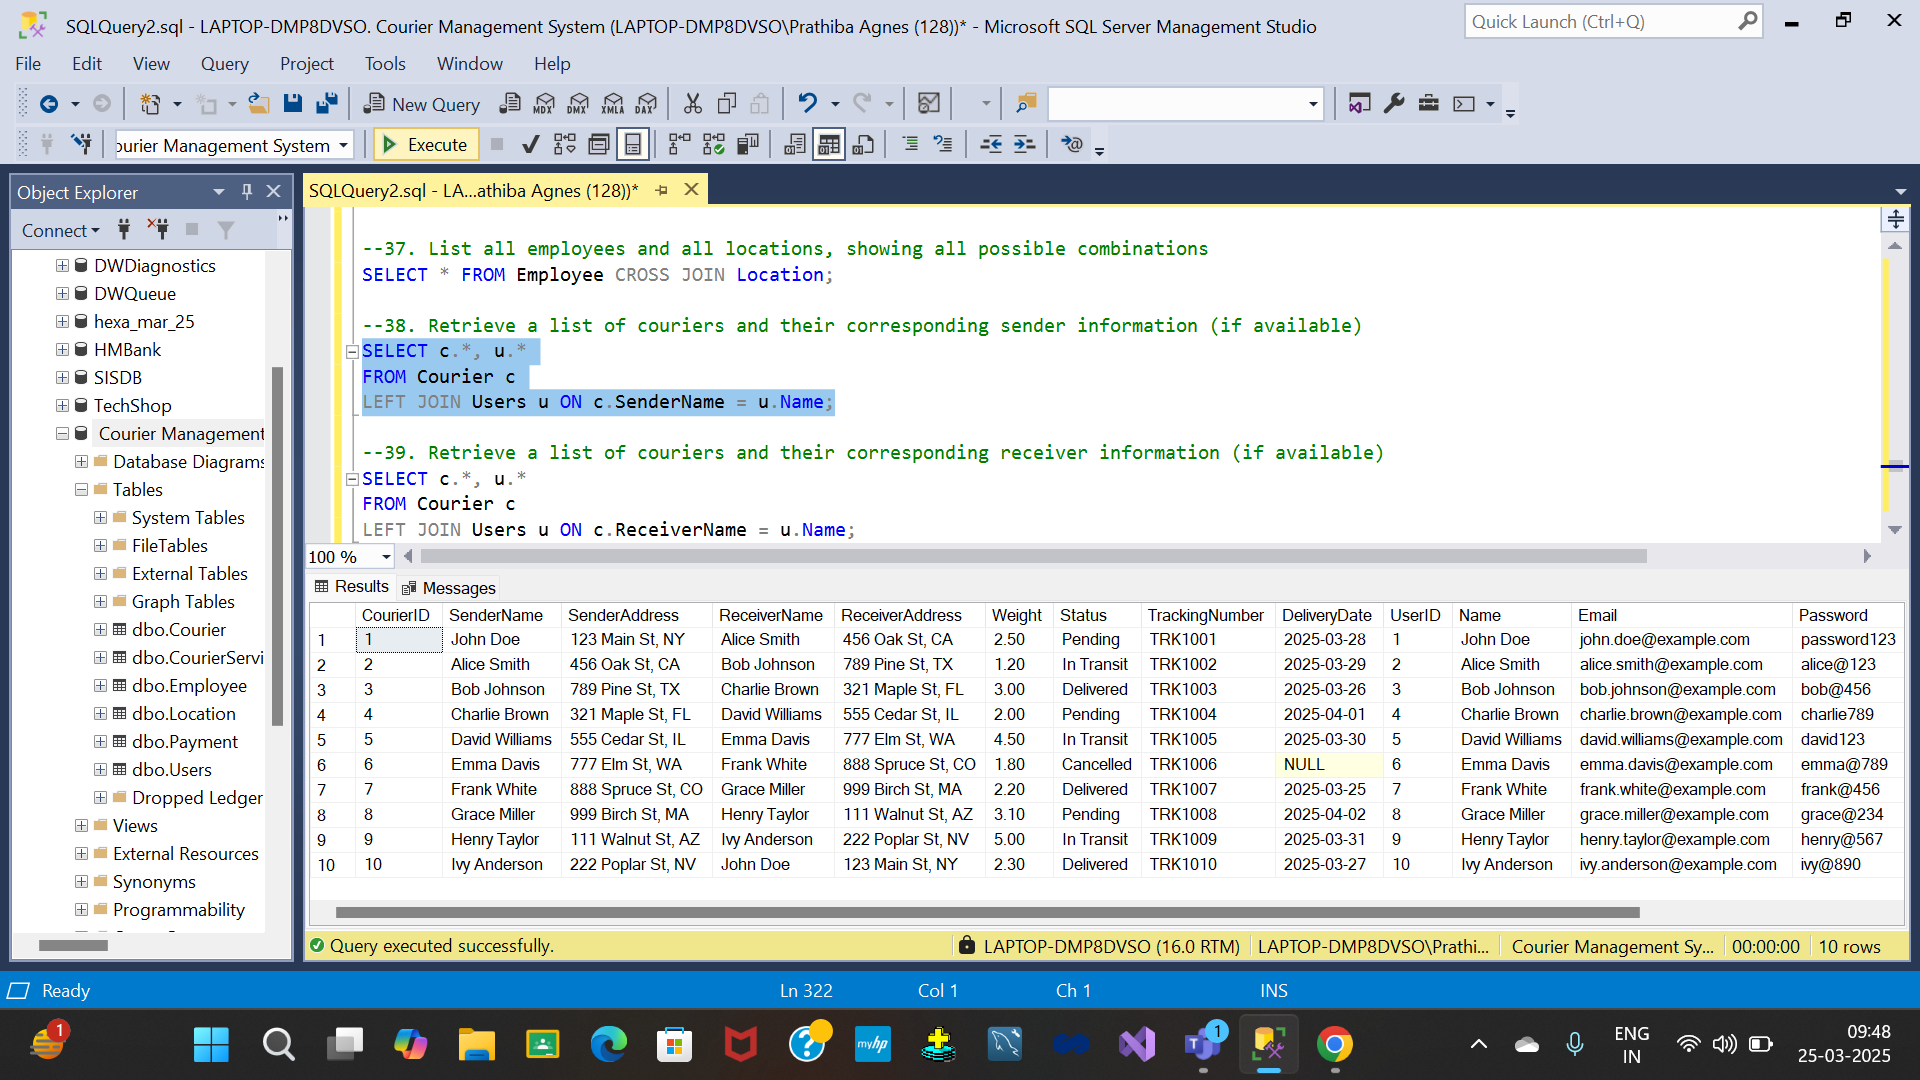 SQLQuery2.sql - LAPTOP-DMP8DVSO. Courier Management System (LAPTOP-DMP8DVSO\Prathiba Agnes (128))* - Microsoft SQL Server Management Studio
Quick Launch (Ctrl+Q)
File Edit View Query Project Tools Window Help
New Query MDX DMX XMLA DAX
ourier Management System Execute
Object Explorer
SQLQuery2.sql - LA...athiba Agnes (128))*
Connect
DWDiagnostics
DWQueue
hexa_mar_25
HMBank
SISDB
TechShop
Courier Management
Database Diagrams
Tables
System Tables
FileTables
External Tables
Graph Tables
dbo.Courier
dbo.CourierServi
dbo.Employee
dbo.Location
dbo.Payment
dbo.Users
Dropped Ledger
Views
External Resources
Synonyms
Programmability
--37. List all employees and all locations, showing all possible combinations
SELECT * FROM Employee CROSS JOIN Location;
--38. Retrieve a list of couriers and their corresponding sender information (if available)
SELECT c.*, u.*
FROM Courier c
LEFT JOIN Users u ON c.SenderName = u.Name;
--39. Retrieve a list of couriers and their corresponding receiver information (if available)
SELECT c.*, u.*
FROM Courier c
LEFT JOIN Users u ON c.ReceiverName = u.Name;
100 %
Results Messages
CourierID SenderName SenderAddress ReceiverName ReceiverAddress Weight Status TrackingNumber DeliveryDate UserID Name Email Password
1 1 John Doe 123 Main St, NY Alice Smith 456 Oak St, CA 2.50 Pending TRK1001 2025-03-28 1 John Doe john.doe@example.com password123
2 2 Alice Smith 456 Oak St, CA Bob Johnson 789 Pine St, TX 1.20 In Transit TRK1002 2025-03-29 2 Alice Smith alice.smith@example.com alice@123
3 3 Bob Johnson 789 Pine St, TX Charlie Brown 321 Maple St, FL 3.00 Delivered TRK1003 2025-03-26 3 Bob Johnson bob.johnson@example.com bob@456
4 4 Charlie Brown 321 Maple St, FL David Williams 555 Cedar St, IL 2.00 Pending TRK1004 2025-04-01 4 Charlie Brown charlie.brown@example.com charlie789
5 5 David Williams 555 Cedar St, IL Emma Davis 777 Elm St, WA 4.50 In Transit TRK1005 2025-03-30 5 David Williams david.williams@example.com david123
6 6 Emma Davis 777 Elm St, WA Frank White 888 Spruce St, CO 1.80 Cancelled TRK1006 NULL 6 Emma Davis emma.davis@example.com emma@789
7 7 Frank White 888 Spruce St, CO Grace Miller 999 Birch St, MA 2.20 Delivered TRK1007 2025-03-25 7 Frank White frank.white@example.com frank@456
8 8 Grace Miller 999 Birch St, MA Henry Taylor 111 Walnut St, AZ 3.10 Pending TRK1008 2025-04-02 8 Grace Miller grace.miller@example.com grace@234
9 9 Henry Taylor 111 Walnut St, AZ Ivy Anderson 222 Poplar St, NV 5.00 In Transit TRK1009 2025-03-31 9 Henry Taylor henry.taylor@example.com henry@567
10 10 Ivy Anderson 222 Poplar St, NV John Doe 123 Main St, NY 2.30 Delivered TRK1010 2025-03-27 10 Ivy Anderson ivy.anderson@example.com ivy@890
Query executed successfully. LAPTOP-DMP8DVSO (16.0 RTM) LAPTOP-DMP8DVSO\Prathi... Courier Management Sy... 00:00:00 10 rows
Ready Ln 322 Col 1 Ch 1 INS
1 myhp 1 ENG 09:48
IN 25-03-2025